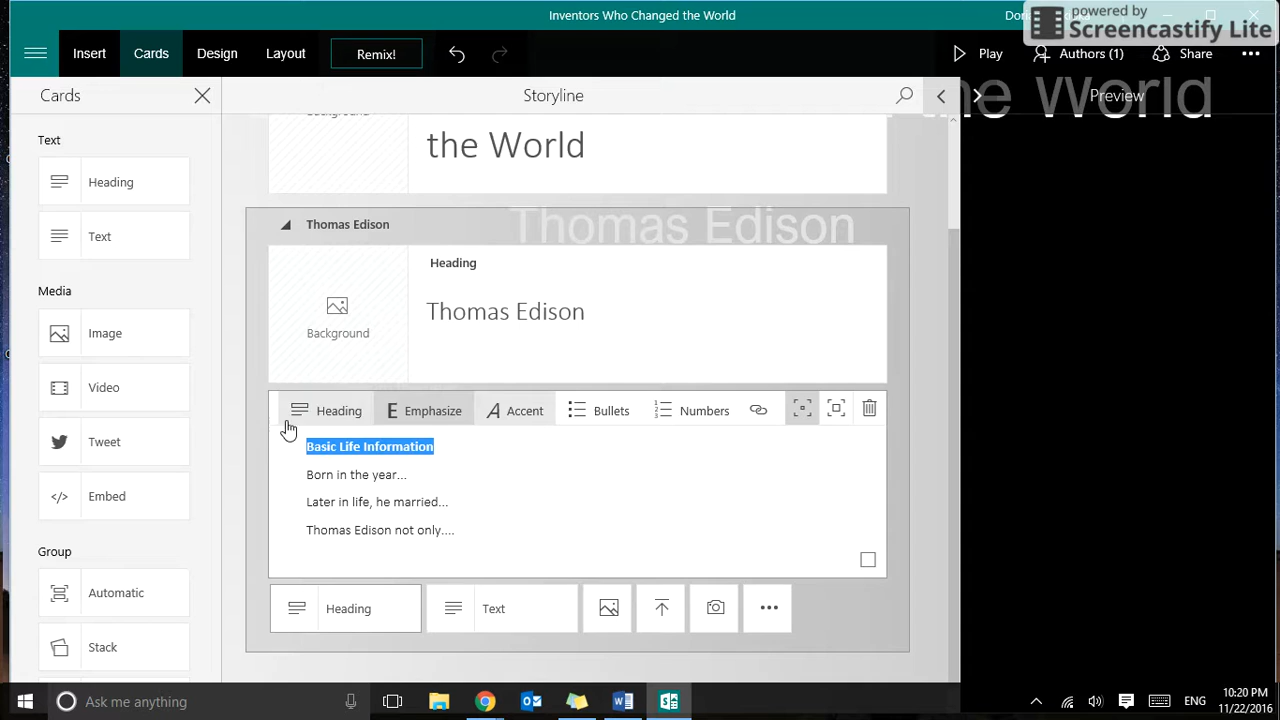 Inventors Who Changed the World
powered by
Screencastify Lite
Insert
Cards
Design
Layout
Remix!
Play
Authors (1)
Share
Cards
Storyline
the World
Preview
Text
Heading
Text
Media
Image
Video
Tweet
Embed
Group
Automatic
Stack
the World
Thomas Edison
Thomas Edison
Heading
Thomas Edison
Background
Heading
Emphasize
Accent
Bullets
Numbers
Basic Life Information
Born in the year...
Later in life, he married...
Thomas Edison not only....
Heading
Text
Ask me anything
ENG
10:20 PM
11/22/2016